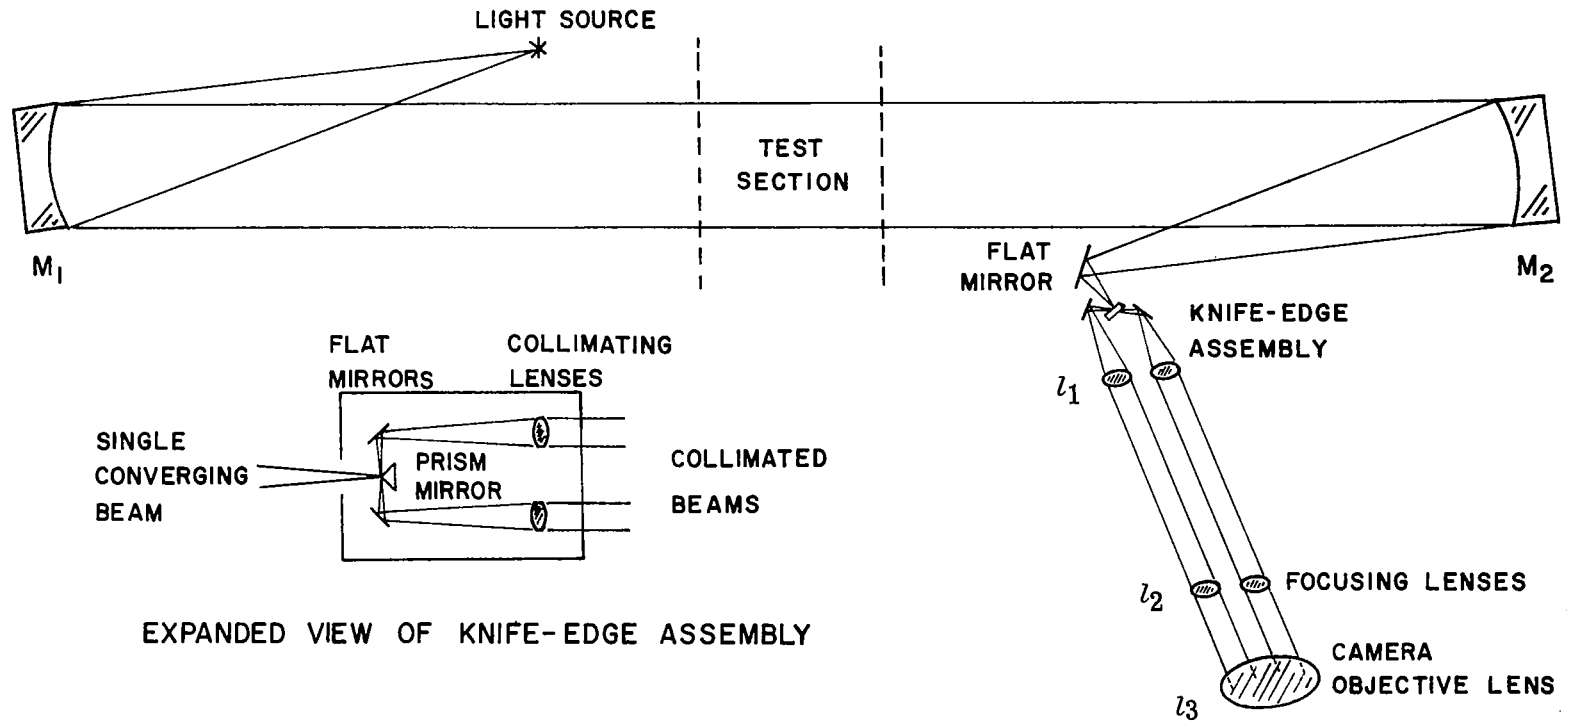 LIGHT SOURCE
TEST
SECTION
M1
M2
FLAT
MIRROR
KNIFE-EDGE
ASSEMBLY
l1
FLAT
MIRRORS
COLLIMATING
LENSES
SINGLE
CONVERGING
BEAM
PRISM
MIRROR
COLLIMATED
BEAMS
l2
FOCUSING LENSES
EXPANDED VIEW OF KNIFE-EDGE ASSEMBLY
CAMERA
OBJECTIVE LENS
l3